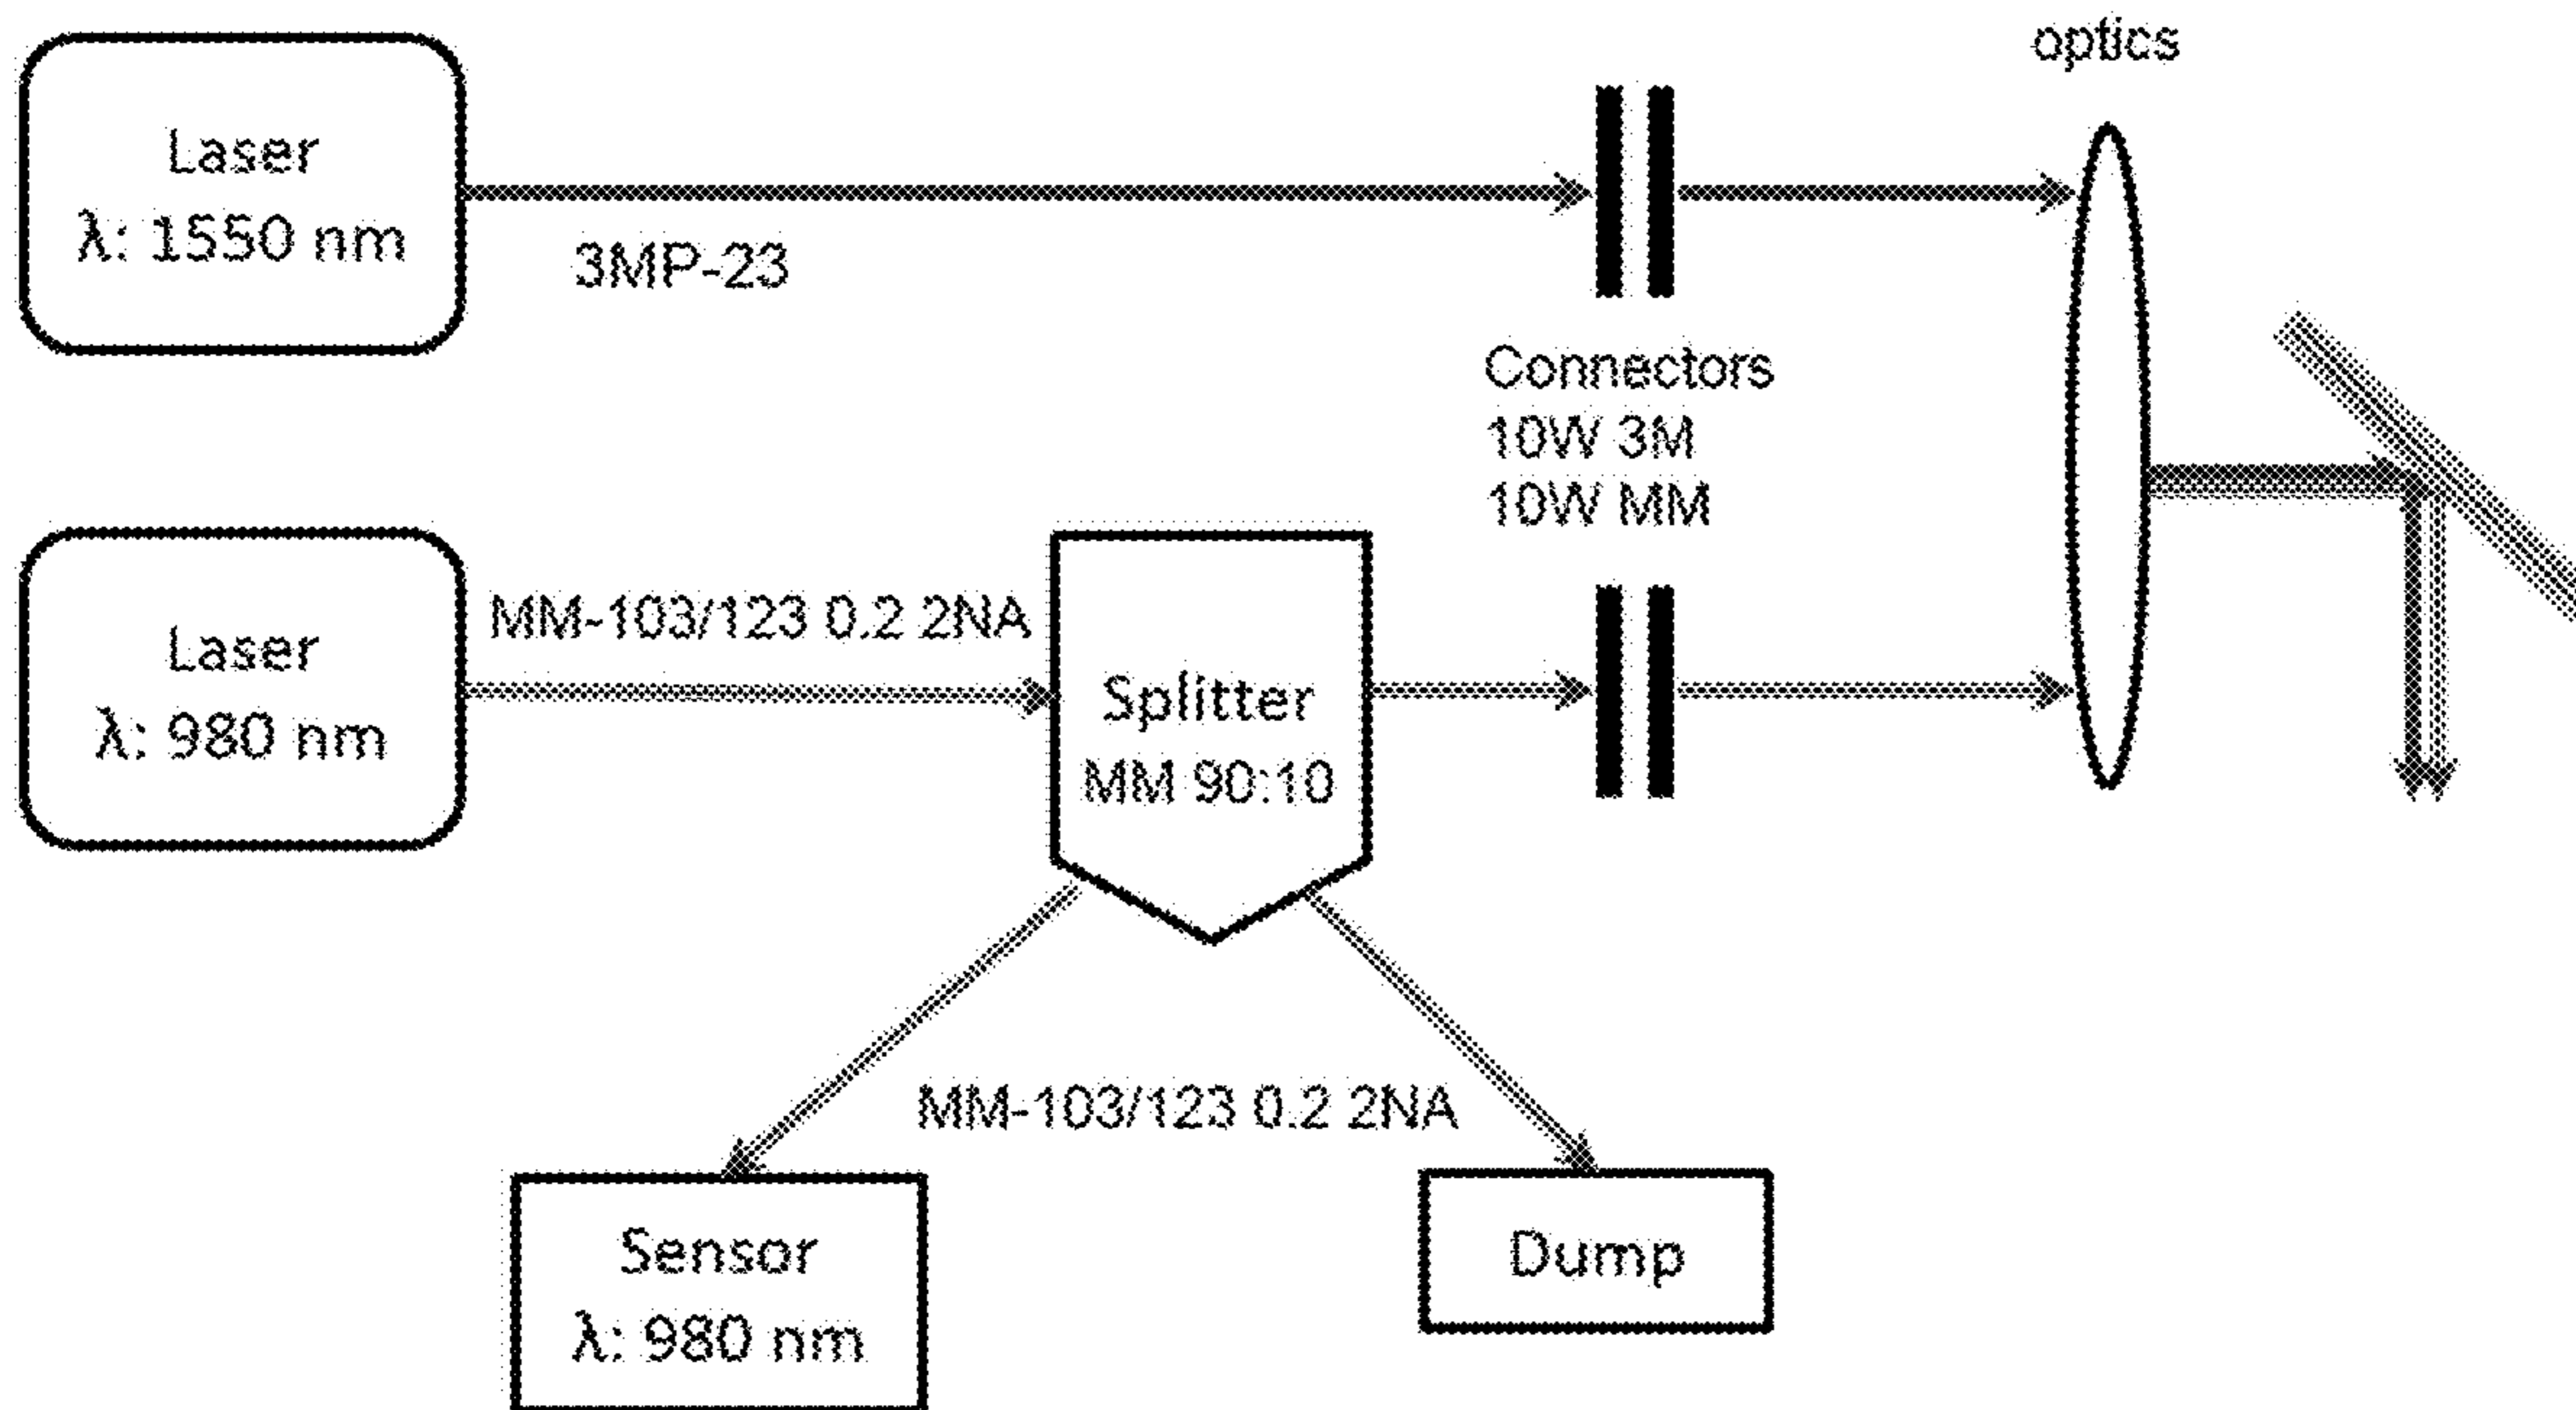 optics
Laser
λ: 1550 nm
3MP-23
Connectors
10W 3M
10W MM
Laser
λ: 980 nm
MM-103/123 0.2 2NA
Splitter
MM 90:10
MM-103/123 0.2 2NA
Sensor
λ: 980 nm
Dump